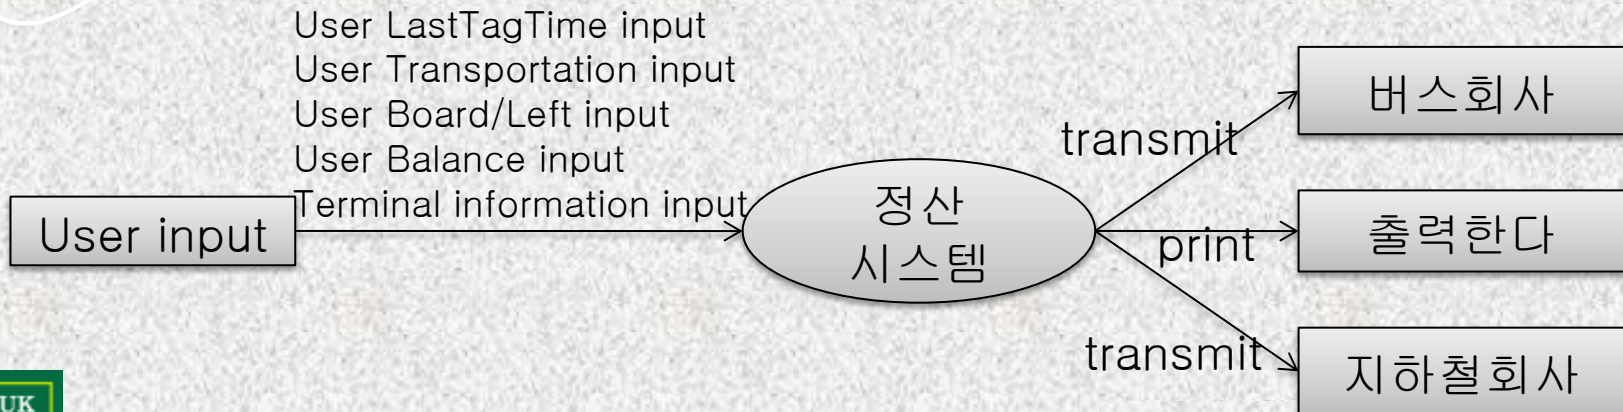 User LastTagTime input
User Transportation input
User Board/Left input
User Balance input
Terminal information input
User input
정산
시스템
transmit
print
transmit
버스회사
출력한다
지하철회사
UK